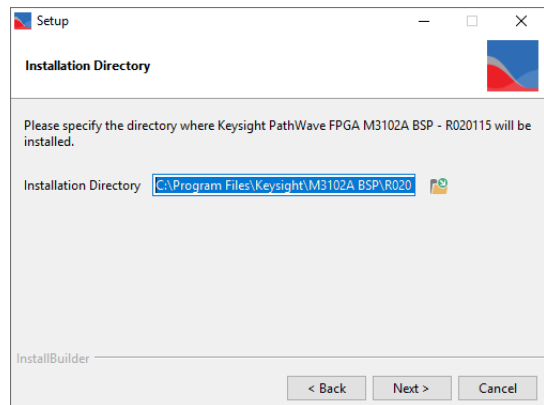 Setup
Installation Directory
Please specify the directory where Keysight PathWave FPGA M3102A BSP - R020115 will be
installed.
Installation Directory C:\Program Files\Keysight\M3102A BSP\R020
InstallBuilder
< Back Next > Cancel